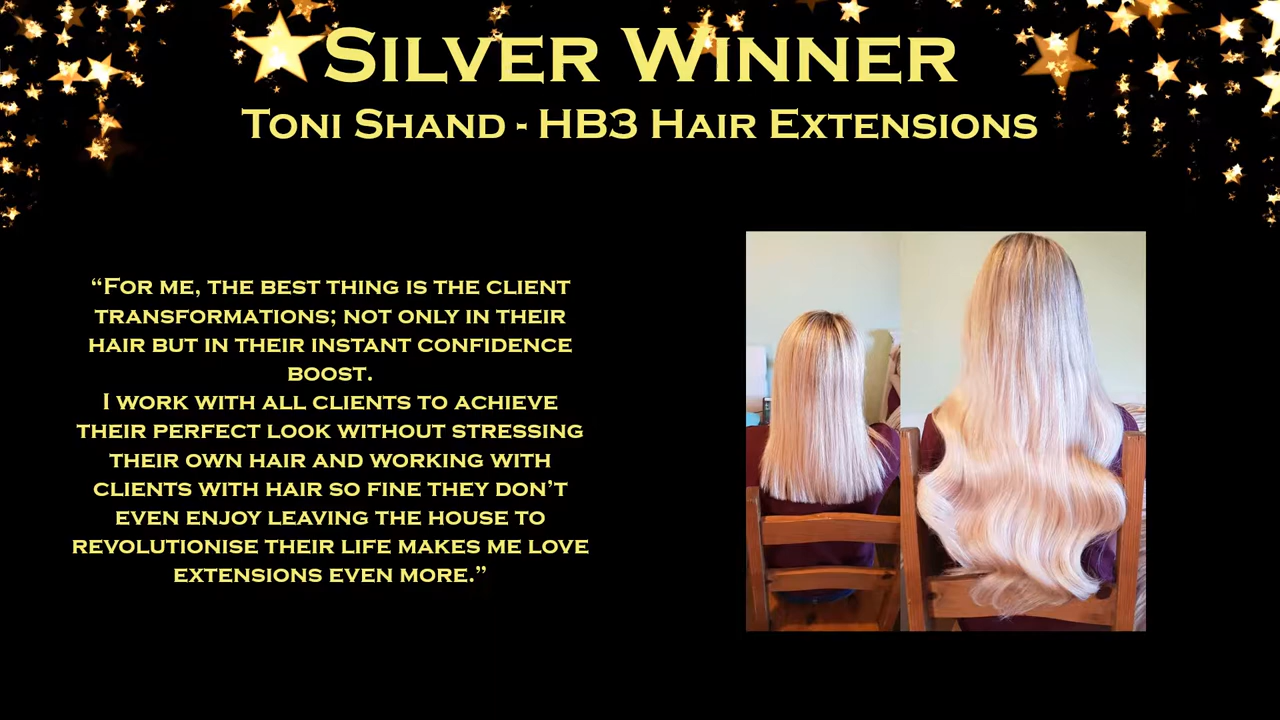 Silver Winner
Toni Shand - HB3 Hair Extensions
“For me, the best thing is the client
transformations; not only in their
hair but in their instant confidence
boost.
I work with all clients to achieve
their perfect look without stressing
their own hair and working with
clients with hair so fine they don’t
even enjoy leaving the house to
revolutionise their life makes me love
extensions even more.”